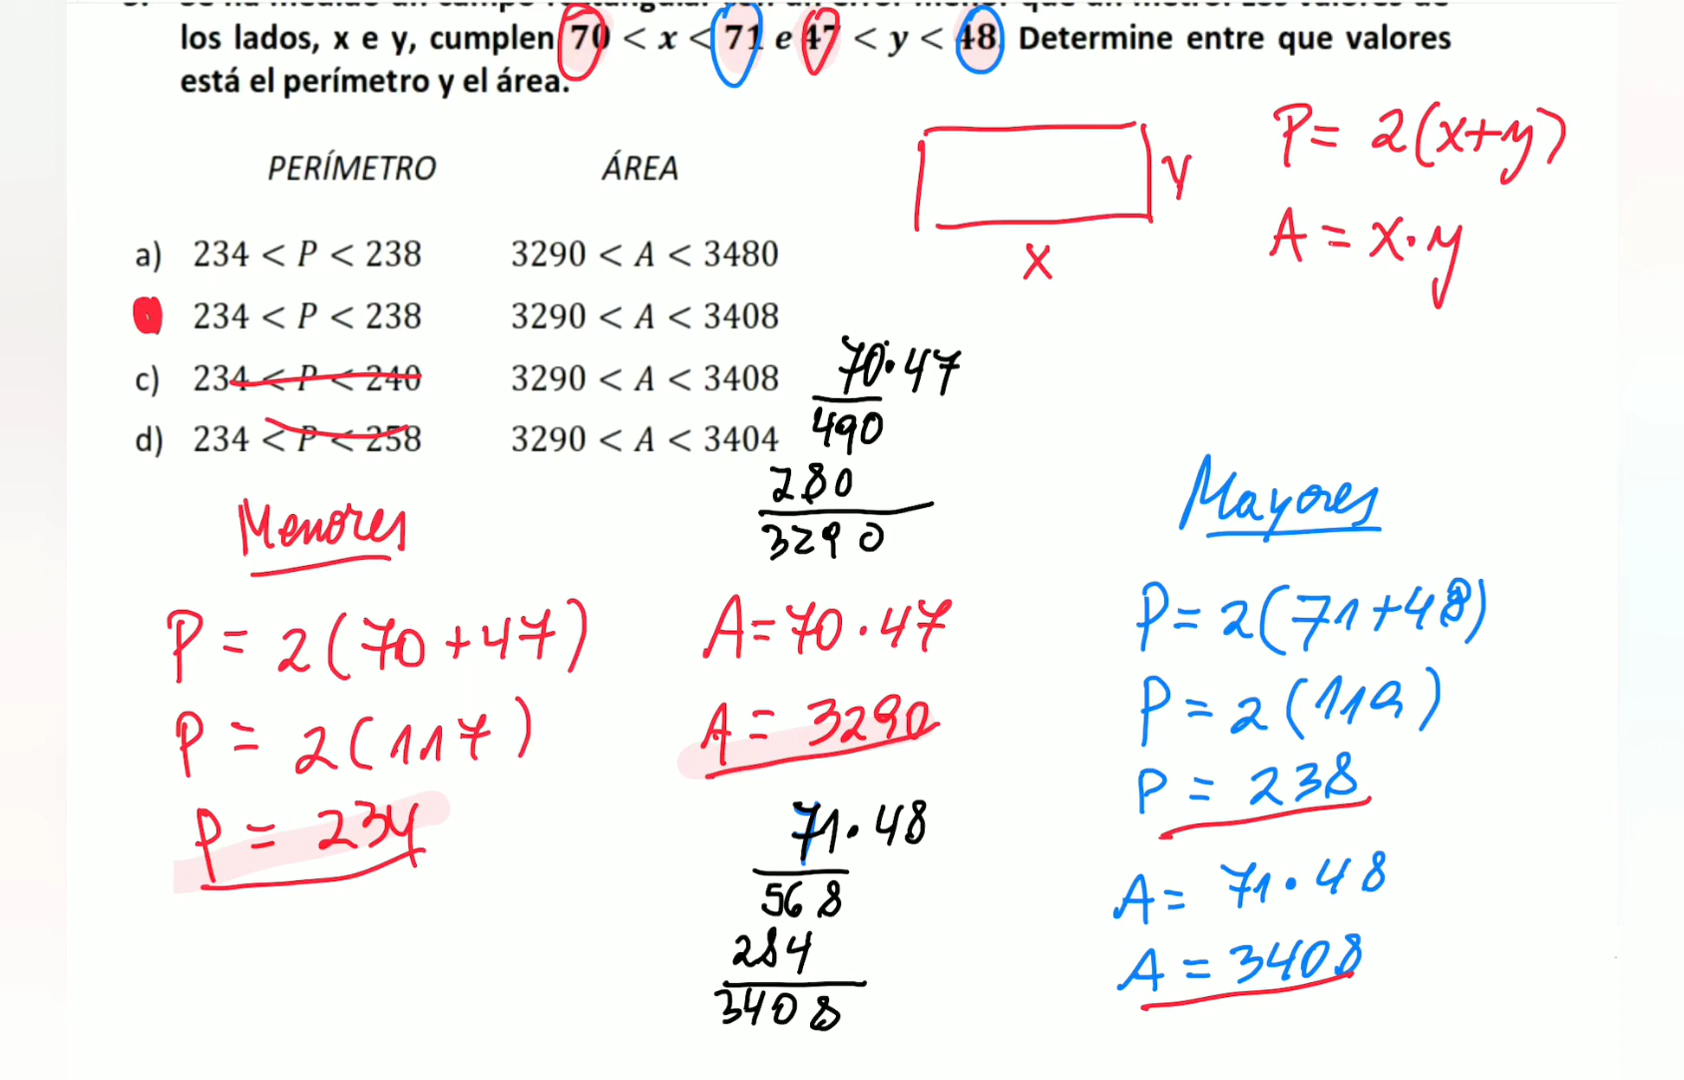 los lados, x e y, cumplen 70 < x < 71 e 47 < y < 48. Determine entre que valores
está el perímetro y el área.
PERÍMETRO ÁREA
a) 234 < P < 238 3290 < A < 3480
234 < P < 238 3290 < A < 3408
c) 234 < P < 240 3290 < A < 3408
d) 234 < P < 258 3290 < A < 3404
y
x
P= 2(x+y)
A = x·y
70·47
490
280
3290
Menores
P = 2(70+47)
P = 2(117)
P = 234
A=70·47
A = 3290
71·48
568
284
3408
Mayores
P= 2(71+48)
P = 2(119)
P = 238
A= 71·48
A = 3408